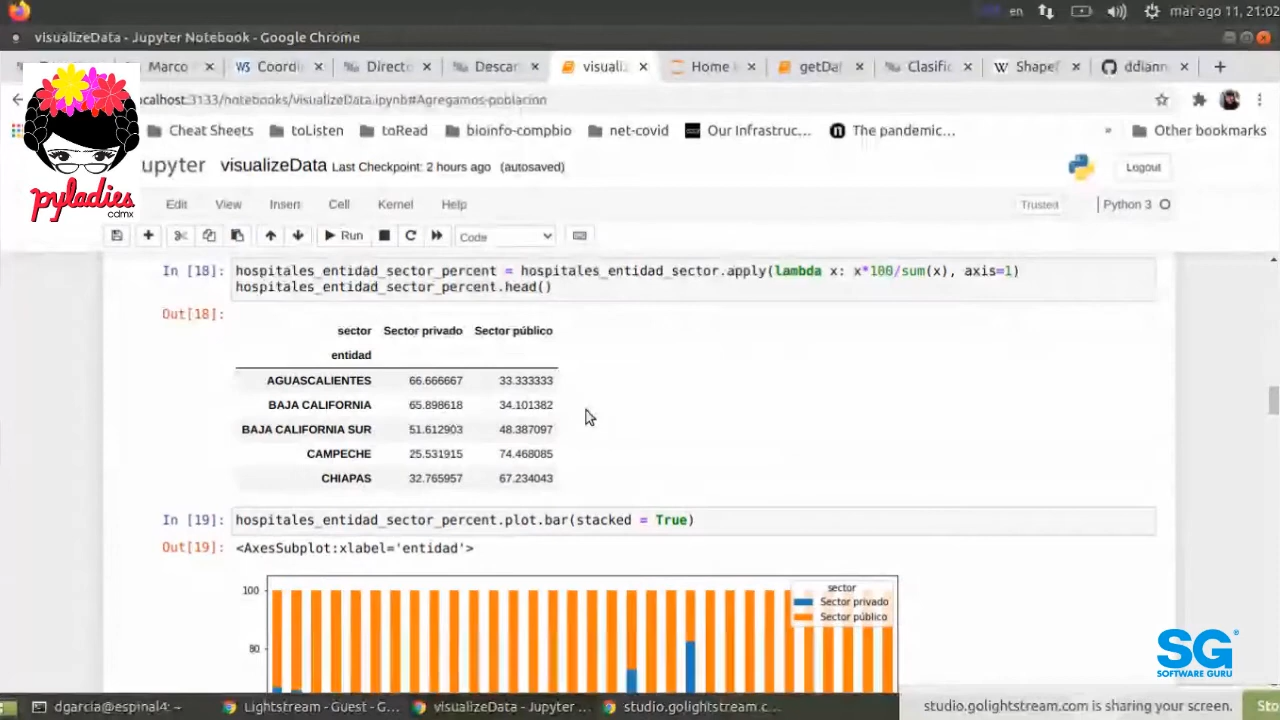 en mar ago 11, 21:02
visualizeData - Jupyter Notebook - Google Chrome
Marco × Coordi × Directo × Descar × visuali × Home × getDat × Clasific × Shapef × ddiann × +
localhost:3133/notebooks/VisualizeData.ipynb#Agregamos-poblacion
Cheat Sheets toListen toRead bioinfo-compbio net-covid Our Infrastruc... The pandemic... » Other bookmarks
pyladies
cdmx
jupyter visualizeData Last Checkpoint: 2 hours ago (autosaved) Logout
Edit View Insert Cell Kernel Help Trusted Python 3
Run Code
In [18]: hospitales_entidad_sector_percent = hospitales_entidad_sector.apply(lambda x: x*100/sum(x), axis=1)
hospitales_entidad_sector_percent.head()
Out[18]:
sector Sector privado Sector público
entidad
AGUASCALIENTES 66.666667 33.333333
BAJA CALIFORNIA 65.898618 34.101382
BAJA CALIFORNIA SUR 51.612903 48.387097
CAMPECHE 25.531915 74.468085
CHIAPAS 32.765957 67.234043
In [19]: hospitales_entidad_sector_percent.plot.bar(stacked = True)
Out[19]: <AxesSubplot:xlabel='entidad'>
100
sector
Sector privado
Sector público
80
SG®
SOFTWARE GURU
dgarcia@espinal4: ~ Lightstream - Guest - G... visualizeData - Jupyter ... studio.golightstream.c... studio.golightstream.com is sharing your screen. Sto